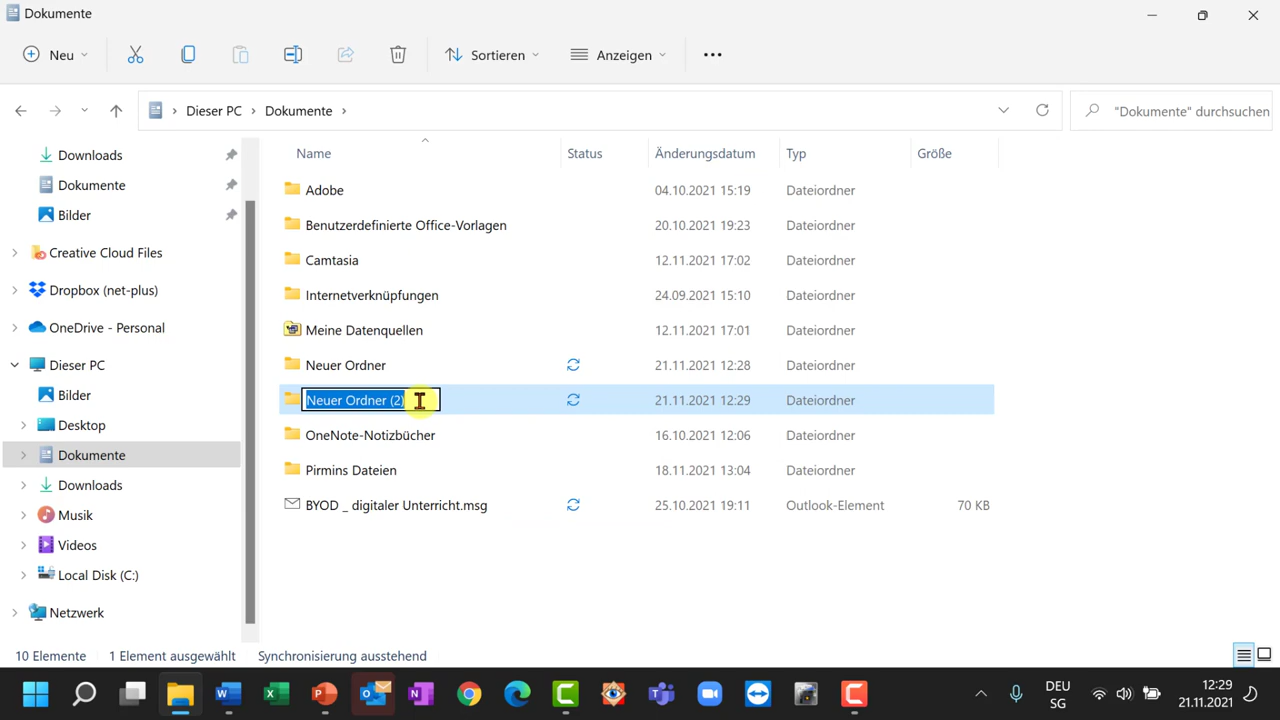 Dokumente
Neu
Sortieren
Anzeigen
Dieser PC
Dokumente
"Dokumente" durchsuchen
Name Status Änderungsdatum Typ Größe
Downloads
Dokumente
Bilder
Creative Cloud Files
Dropbox (net-plus)
OneDrive - Personal
Dieser PC
Bilder
Desktop
Dokumente
Downloads
Musik
Videos
Local Disk (C:)
Netzwerk
Adobe 04.10.2021 15:19 Dateiordner
Benutzerdefinierte Office-Vorlagen 20.10.2021 19:23 Dateiordner
Camtasia 12.11.2021 17:02 Dateiordner
Internetverknüpfungen 24.09.2021 15:10 Dateiordner
Meine Datenquellen 12.11.2021 17:01 Dateiordner
Neuer Ordner 21.11.2021 12:28 Dateiordner
Neuer Ordner (2) 21.11.2021 12:29 Dateiordner
OneNote-Notizbücher 16.10.2021 12:06 Dateiordner
Pirmins Dateien 18.11.2021 13:04 Dateiordner
BYOD _ digitaler Unterricht.msg 25.10.2021 19:11 Outlook-Element 70 KB
10 Elemente 1 Element ausgewählt Synchronisierung ausstehend
DEU
SG
12:29
21.11.2021